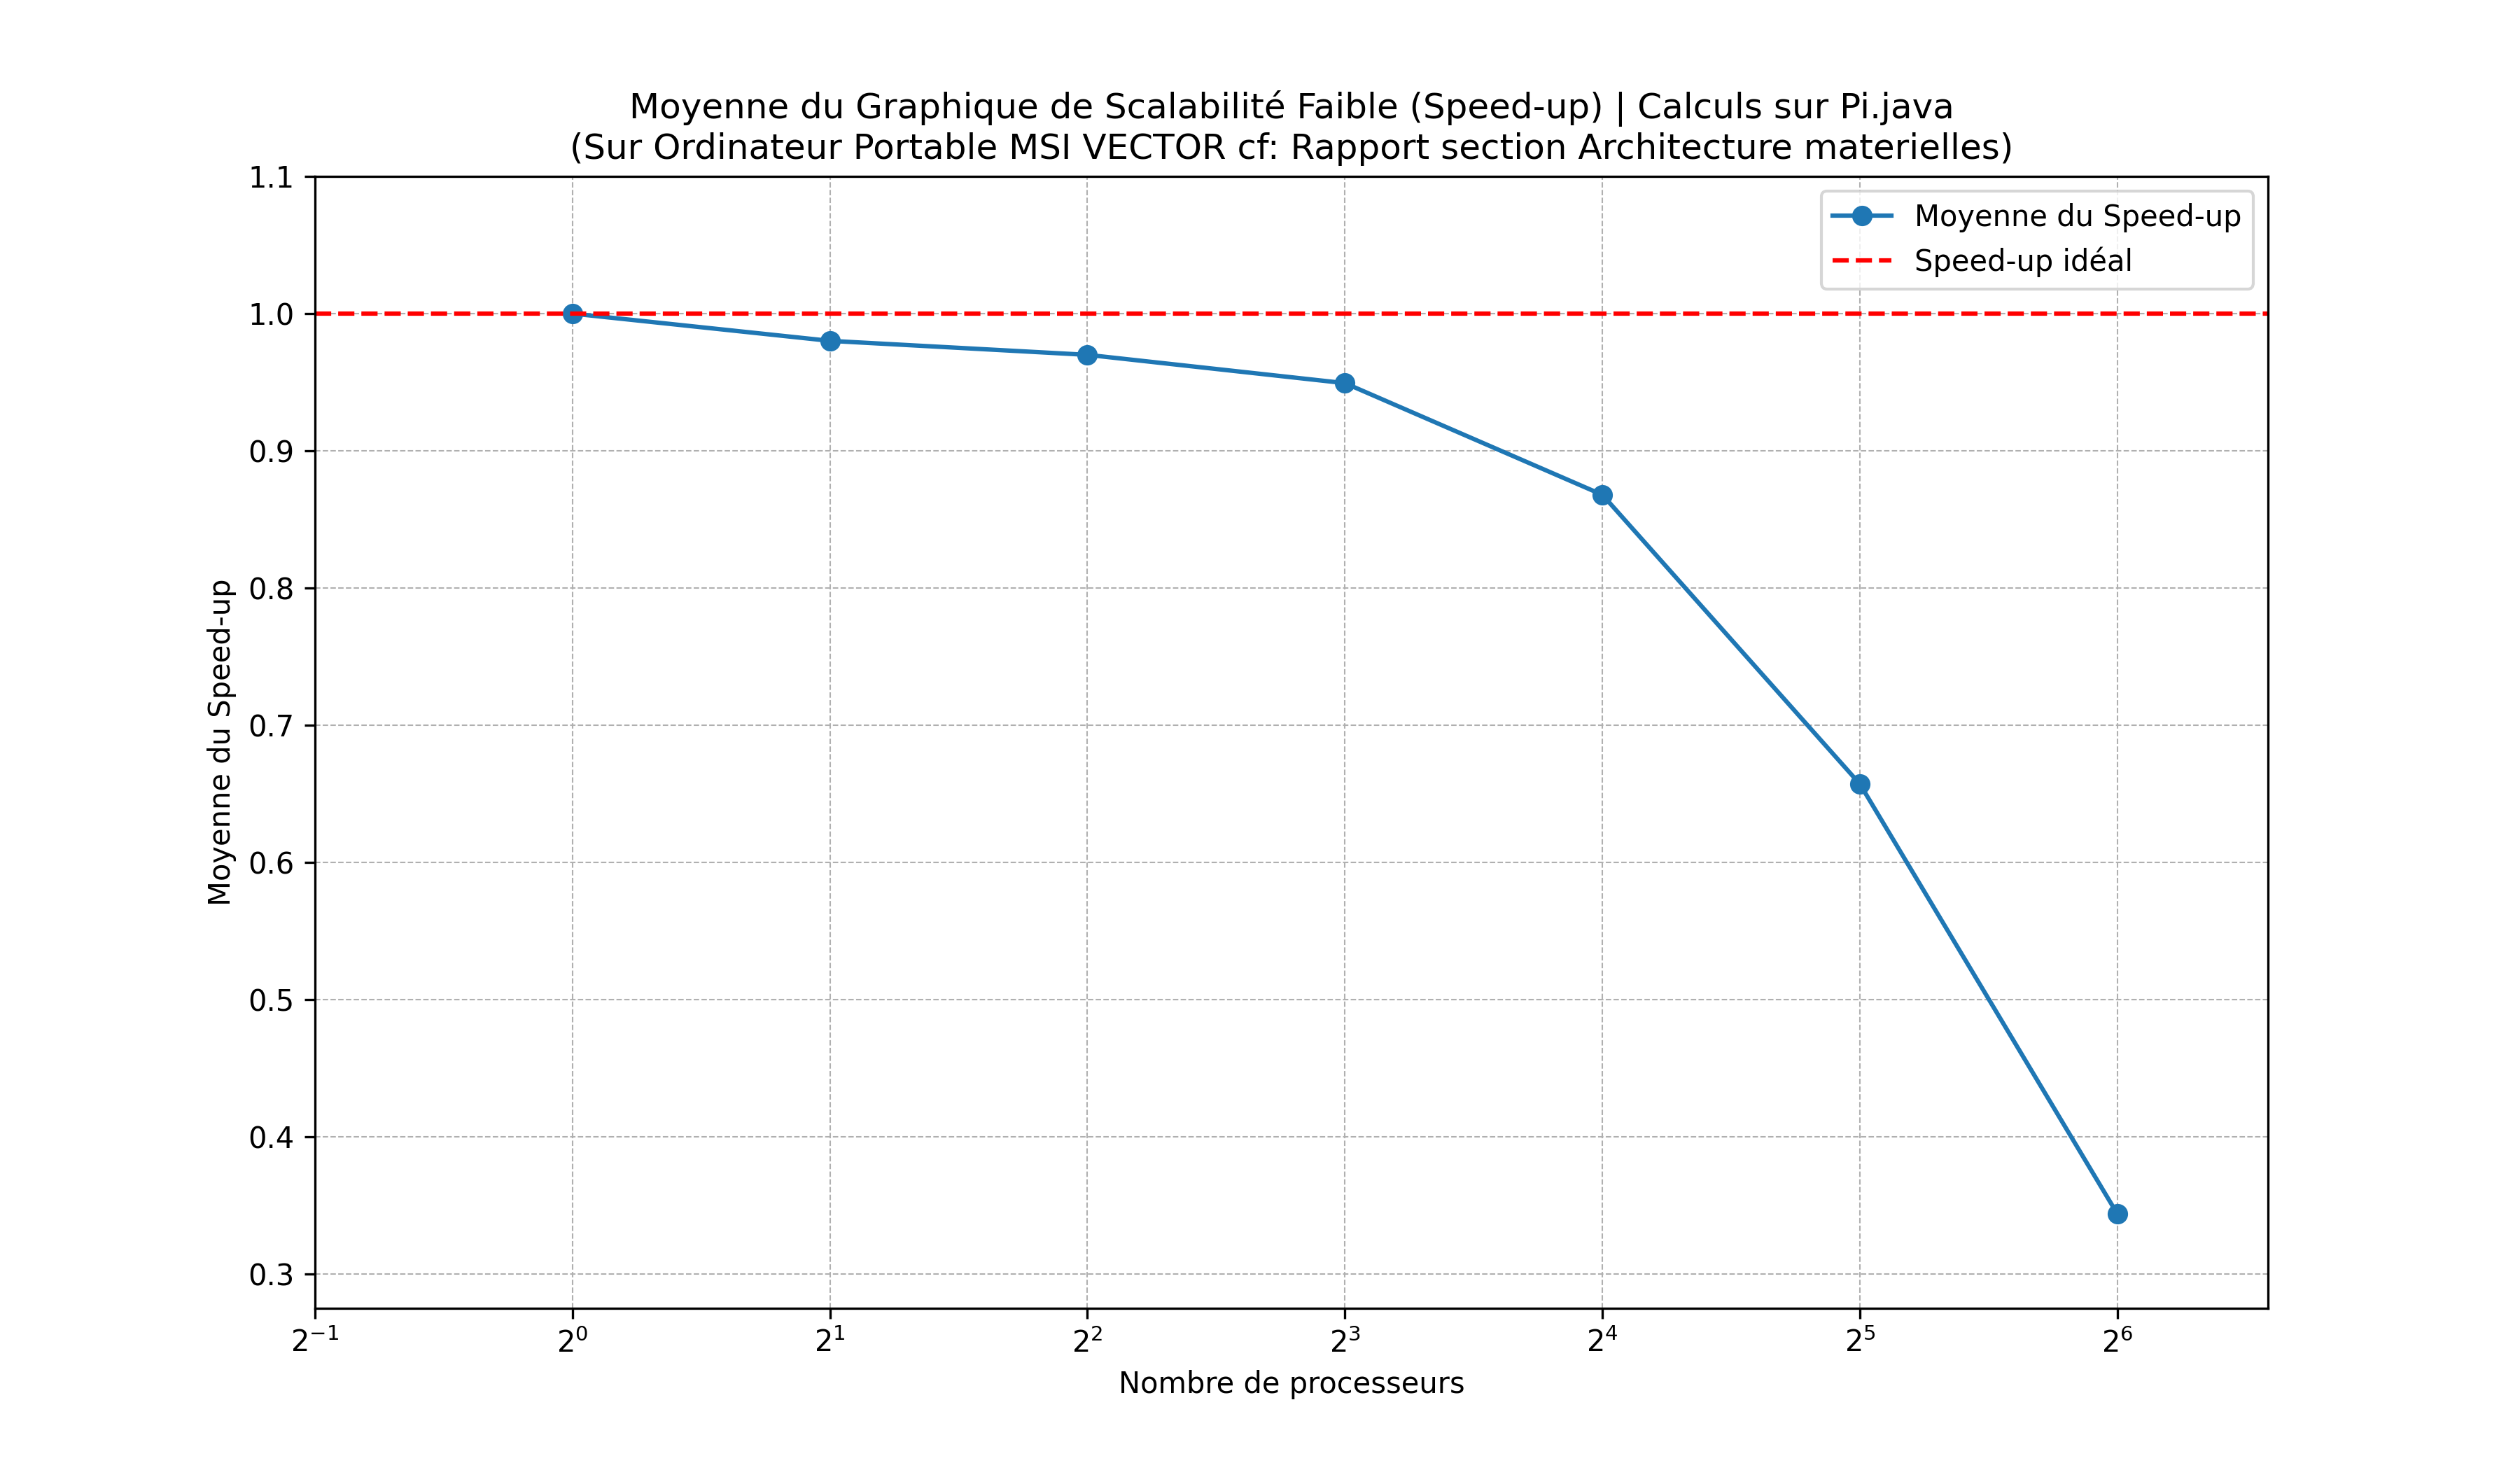 Moyenne du Graphique de Scalabilité Faible (Speed-up) | Calculs sur Pi.java
(Sur Ordinateur Portable MSI VECTOR cf: Rapport section Architecture materielles)
Moyenne du Speed-up
Speed-up idéal
Moyenne du Speed-up
1.1
1.0
0.9
0.8
0.7
0.6
0.5
0.4
0.3
2⁻¹ 2⁰ 2¹ 2² 2³ 2⁴ 2⁵ 2⁶
Nombre de processeurs